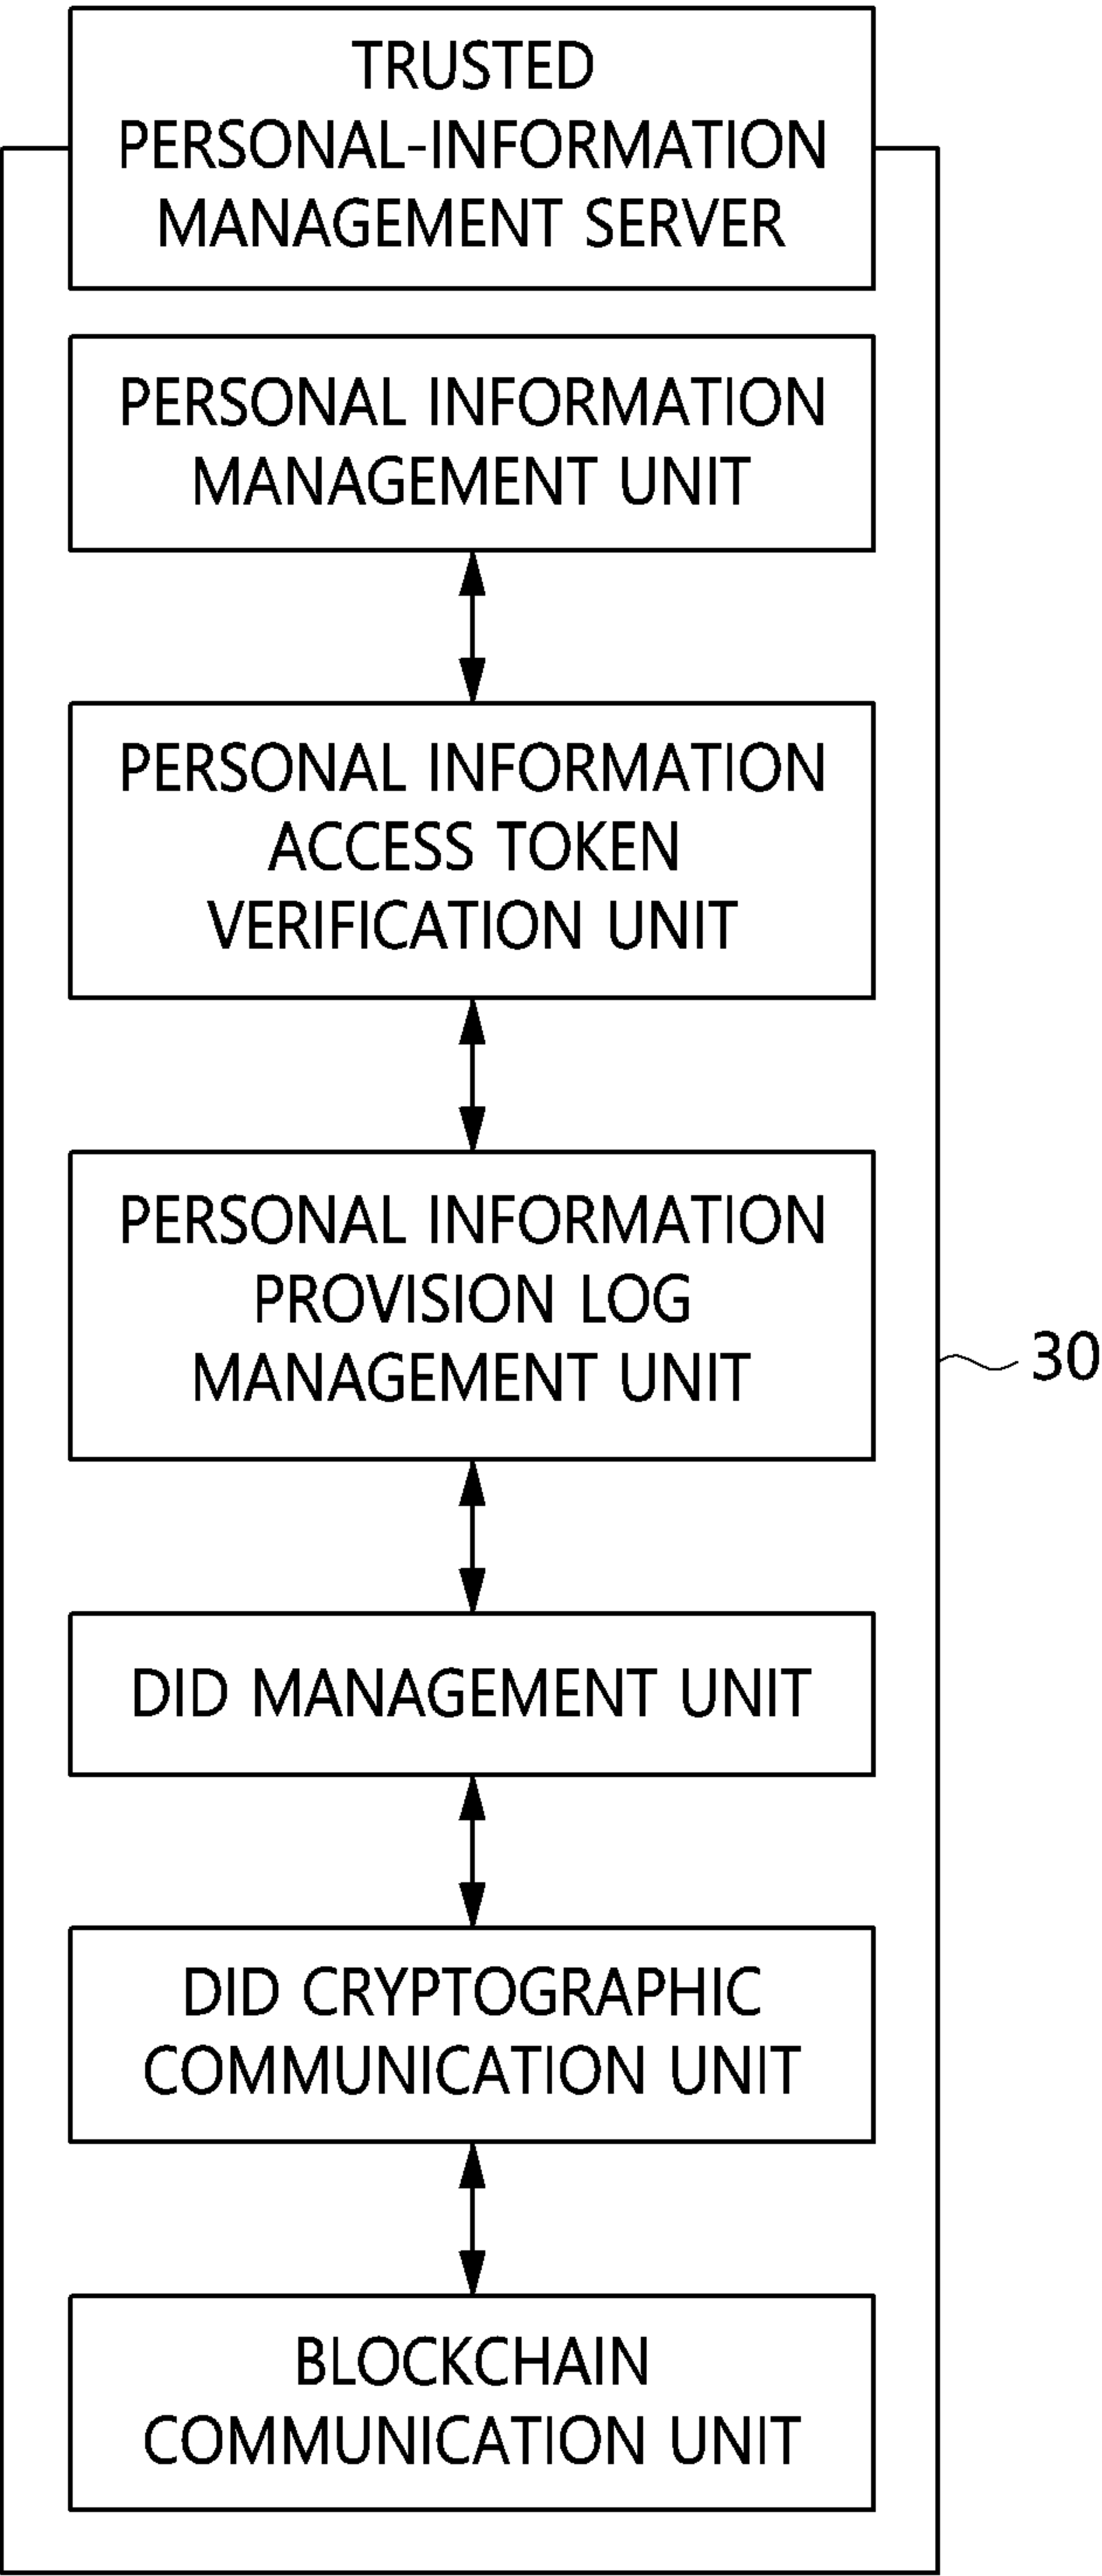 TRUSTED
PERSONAL-INFORMATION
MANAGEMENT SERVER
PERSONAL INFORMATION
MANAGEMENT UNIT
PERSONAL INFORMATION
ACCESS TOKEN
VERIFICATION UNIT
PERSONAL INFORMATION
PROVISION LOG
MANAGEMENT UNIT
30
DID MANAGEMENT UNIT
DID CRYPTOGRAPHIC
COMMUNICATION UNIT
BLOCKCHAIN
COMMUNICATION UNIT